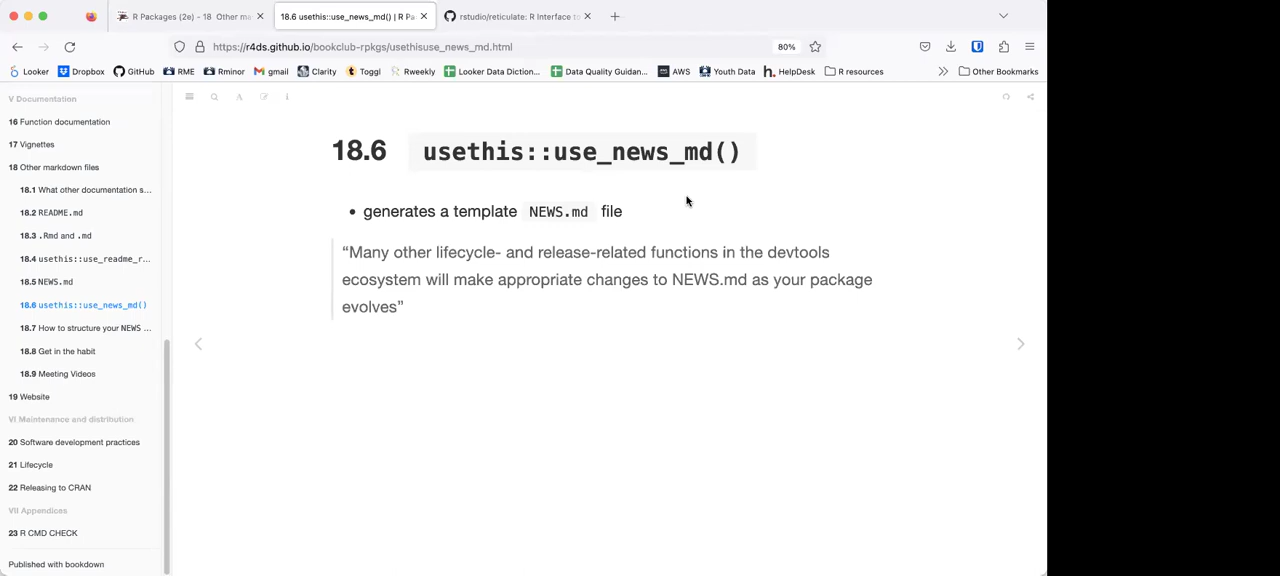 R Packages (2e) - 18 Other ma
18.6 usethis::use_news_md() | R Pa
rstudio/reticulate: R Interface to
https://r4ds.github.io/bookclub-rpkgs/usethisuse_news_md.html
80%
Looker
Dropbox
GitHub
RME
Rminor
gmail
Clarity
Toggl
Rweekly
Looker Data Diction...
Data Quality Guidan...
AWS
Youth Data
HelpDesk
R resources
Other Bookmarks
V Documentation
16 Function documentation
17 Vignettes
18 Other markdown files
18.1 What other documentation s...
18.2 README.md
18.3 .Rmd and .md
18.4 usethis::use_readme_r...
18.5 NEWS.md
18.6 usethis::use_news_md()
18.7 How to structure your NEWS ...
18.8 Get in the habit
18.9 Meeting Videos
19 Website
VI Maintenance and distribution
20 Software development practices
21 Lifecycle
22 Releasing to CRAN
VII Appendices
23 R CMD CHECK
Published with bookdown
18.6 usethis::use_news_md()
• generates a template NEWS.md file
“Many other lifecycle- and release-related functions in the devtools
ecosystem will make appropriate changes to NEWS.md as your package
evolves”